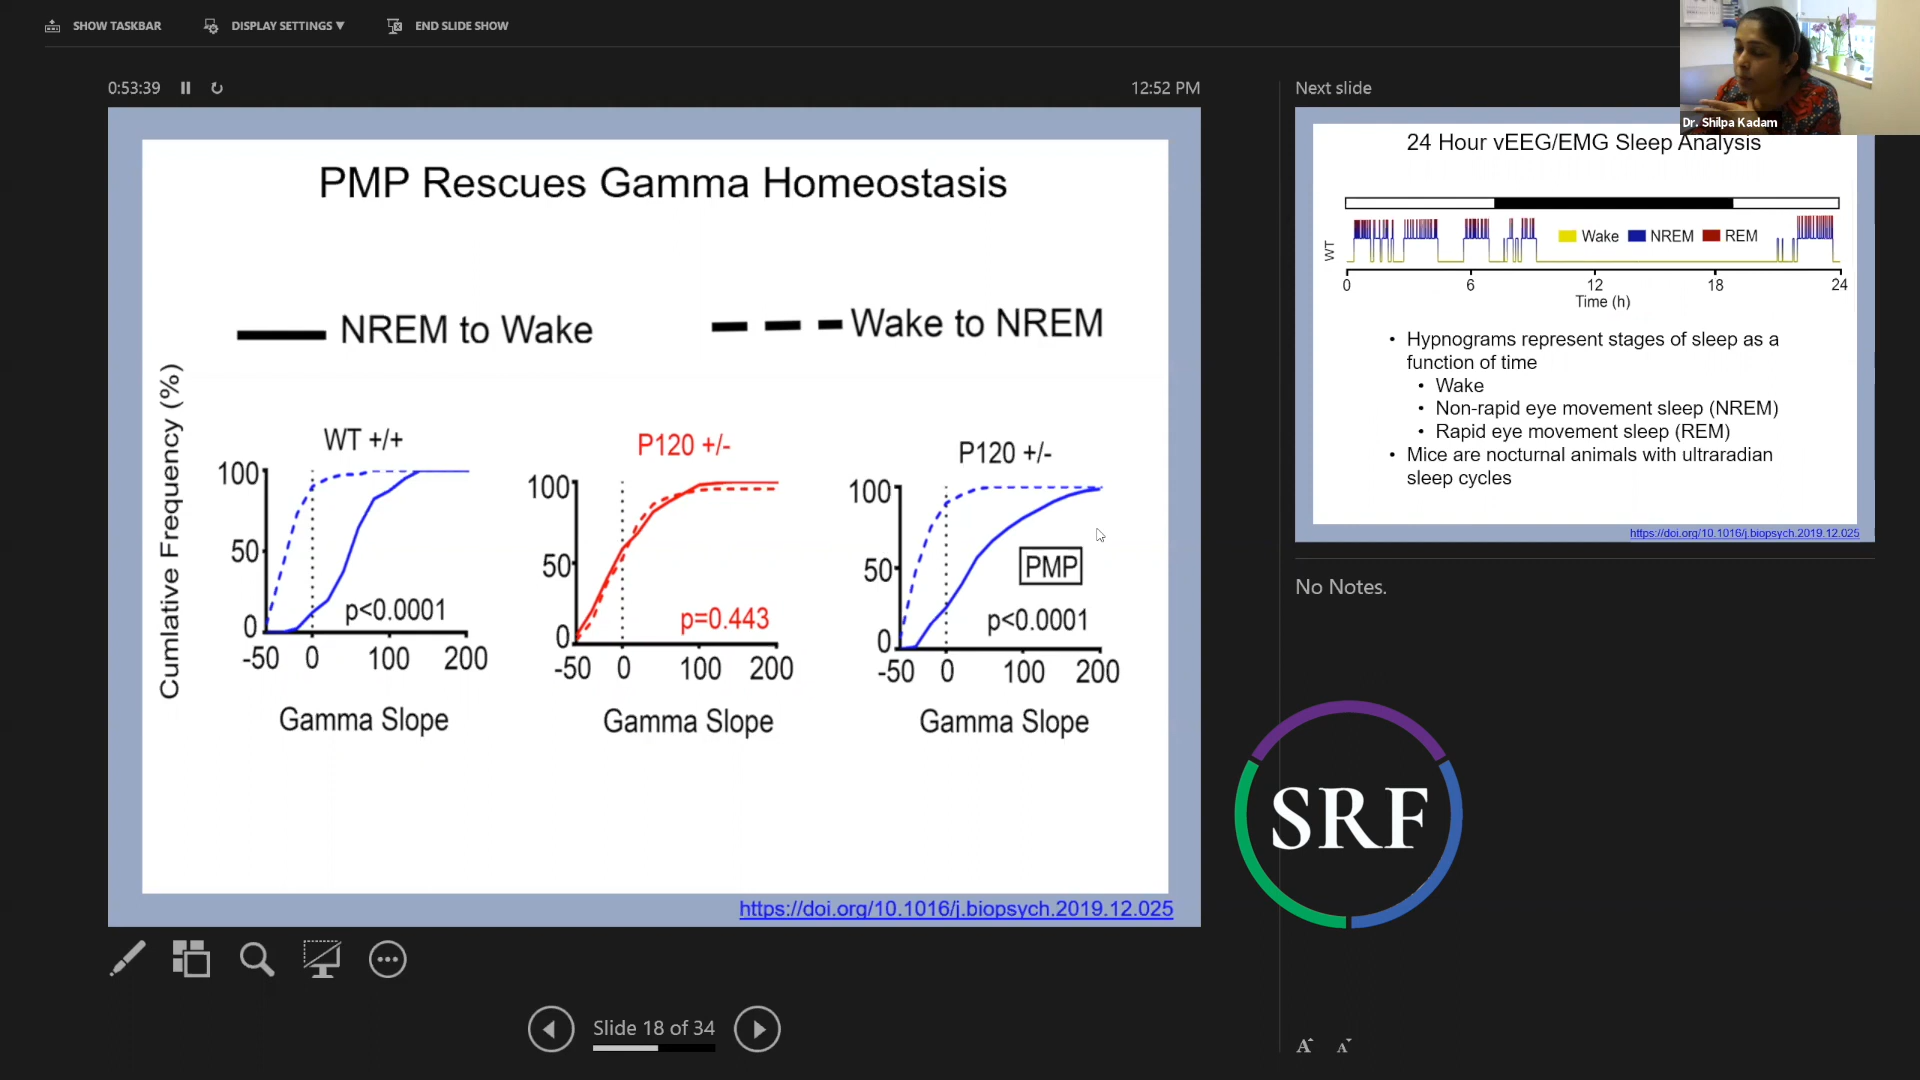 SHOW TASKBAR
DISPLAY SETTINGS ▼
END SLIDE SHOW
0:53:39
12:52 PM
PMP Rescues Gamma Homeostasis
NREM to Wake
Wake to NREM
Cumlative Frequency (%)
WT +/+
100
50
0
p<0.0001
-50 0 100 200
Gamma Slope
P120 +/-
100
50
0
p=0.443
-50 0 100 200
Gamma Slope
P120 +/-
100
50
0
PMP
p<0.0001
-50 0 100 200
Gamma Slope
https://doi.org/10.1016/j.biopsych.2019.12.025
Slide 18 of 34
Next slide
Dr. Shilpa Kadam
24 Hour vEEG/EMG Sleep Analysis
WT
Wake NREM REM
0 6 12 18 24
Time (h)
• Hypnograms represent stages of sleep as a
function of time
• Wake
• Non-rapid eye movement sleep (NREM)
• Rapid eye movement sleep (REM)
• Mice are nocturnal animals with ultraradian
sleep cycles
https://doi.org/10.1016/j.biopsych.2019.12.025
No Notes.
SRF
A A